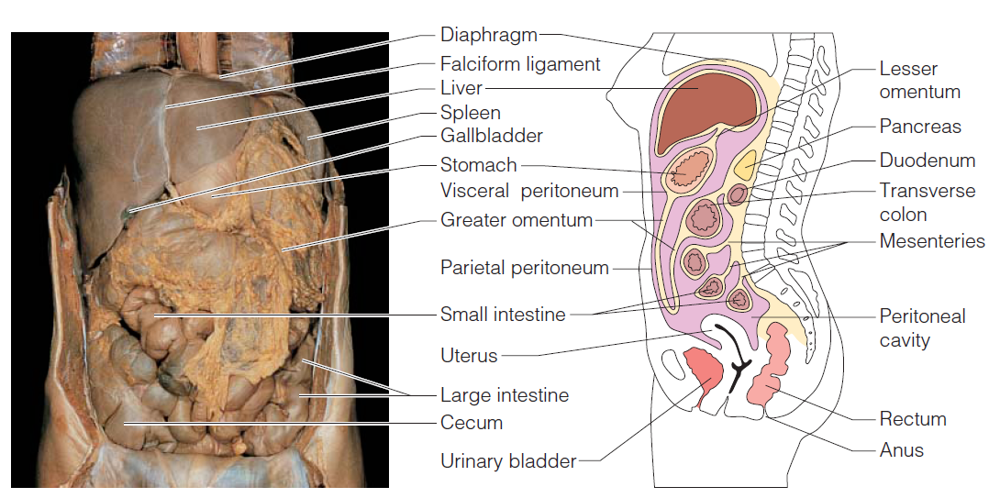 Diaphragm
Falciform ligament
Liver
Spleen
Gallbladder
Stomach
Visceral peritoneum
Greater omentum
Parietal peritoneum
Small intestine
Uterus
Large intestine
Cecum
Urinary bladder
Lesser
omentum
Pancreas
Duodenum
Transverse
colon
Mesenteries
Peritoneal
cavity
Rectum
Anus